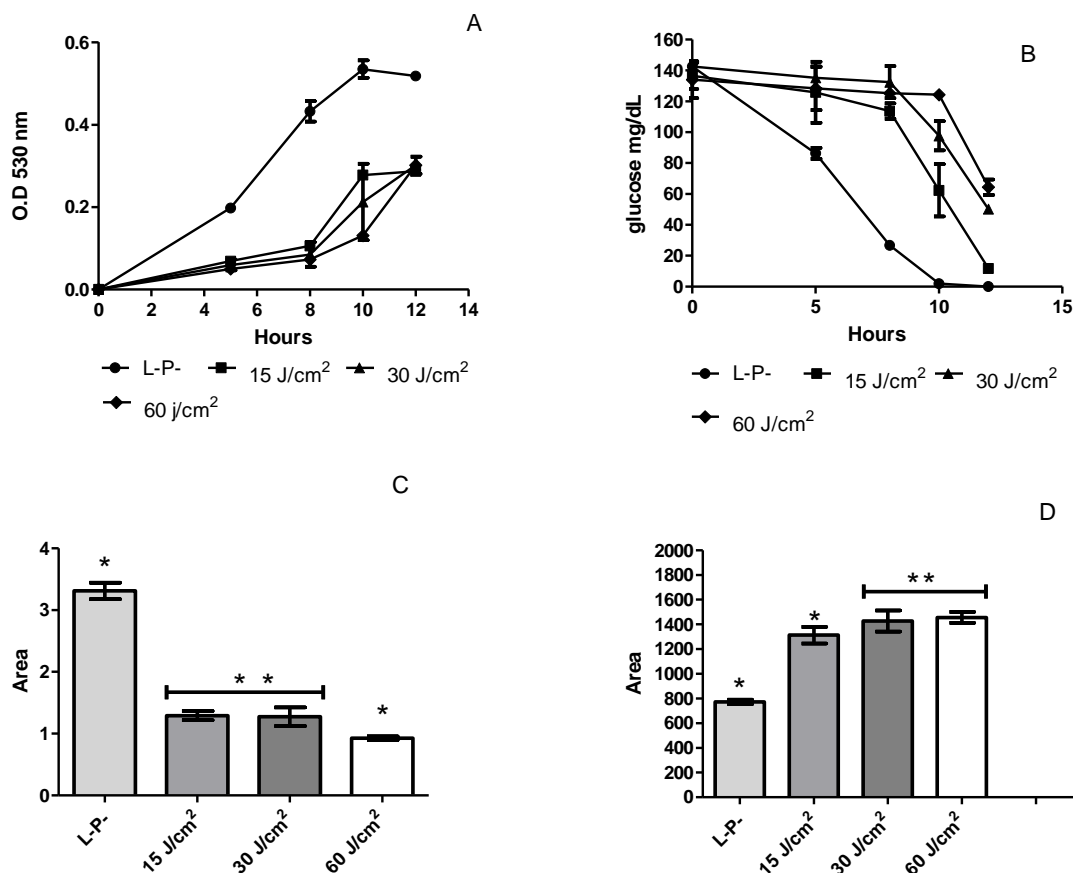 A
0.6
0.4
0.2
0.0
O.D 530 nm
0 2 4 6 8 10 12 14
Hours
L-P- 15 J/cm² 30 J/cm²
60 j/cm²
B
160
140
120
100
80
60
40
20
0
glucose mg/dL
0 5 10 15
Hours
L-P- 15 J/cm² 30 J/cm²
60 J/cm²
C
4
3
2
1
0
Area
*
* *
*
L-P- 15 J/cm² 30 J/cm² 60 J/cm²
D
2000
1800
1600
1400
1200
1000
800
600
400
200
0
Area
*
*
**
L-P- 15 J/cm² 30 J/cm² 60 J/cm²